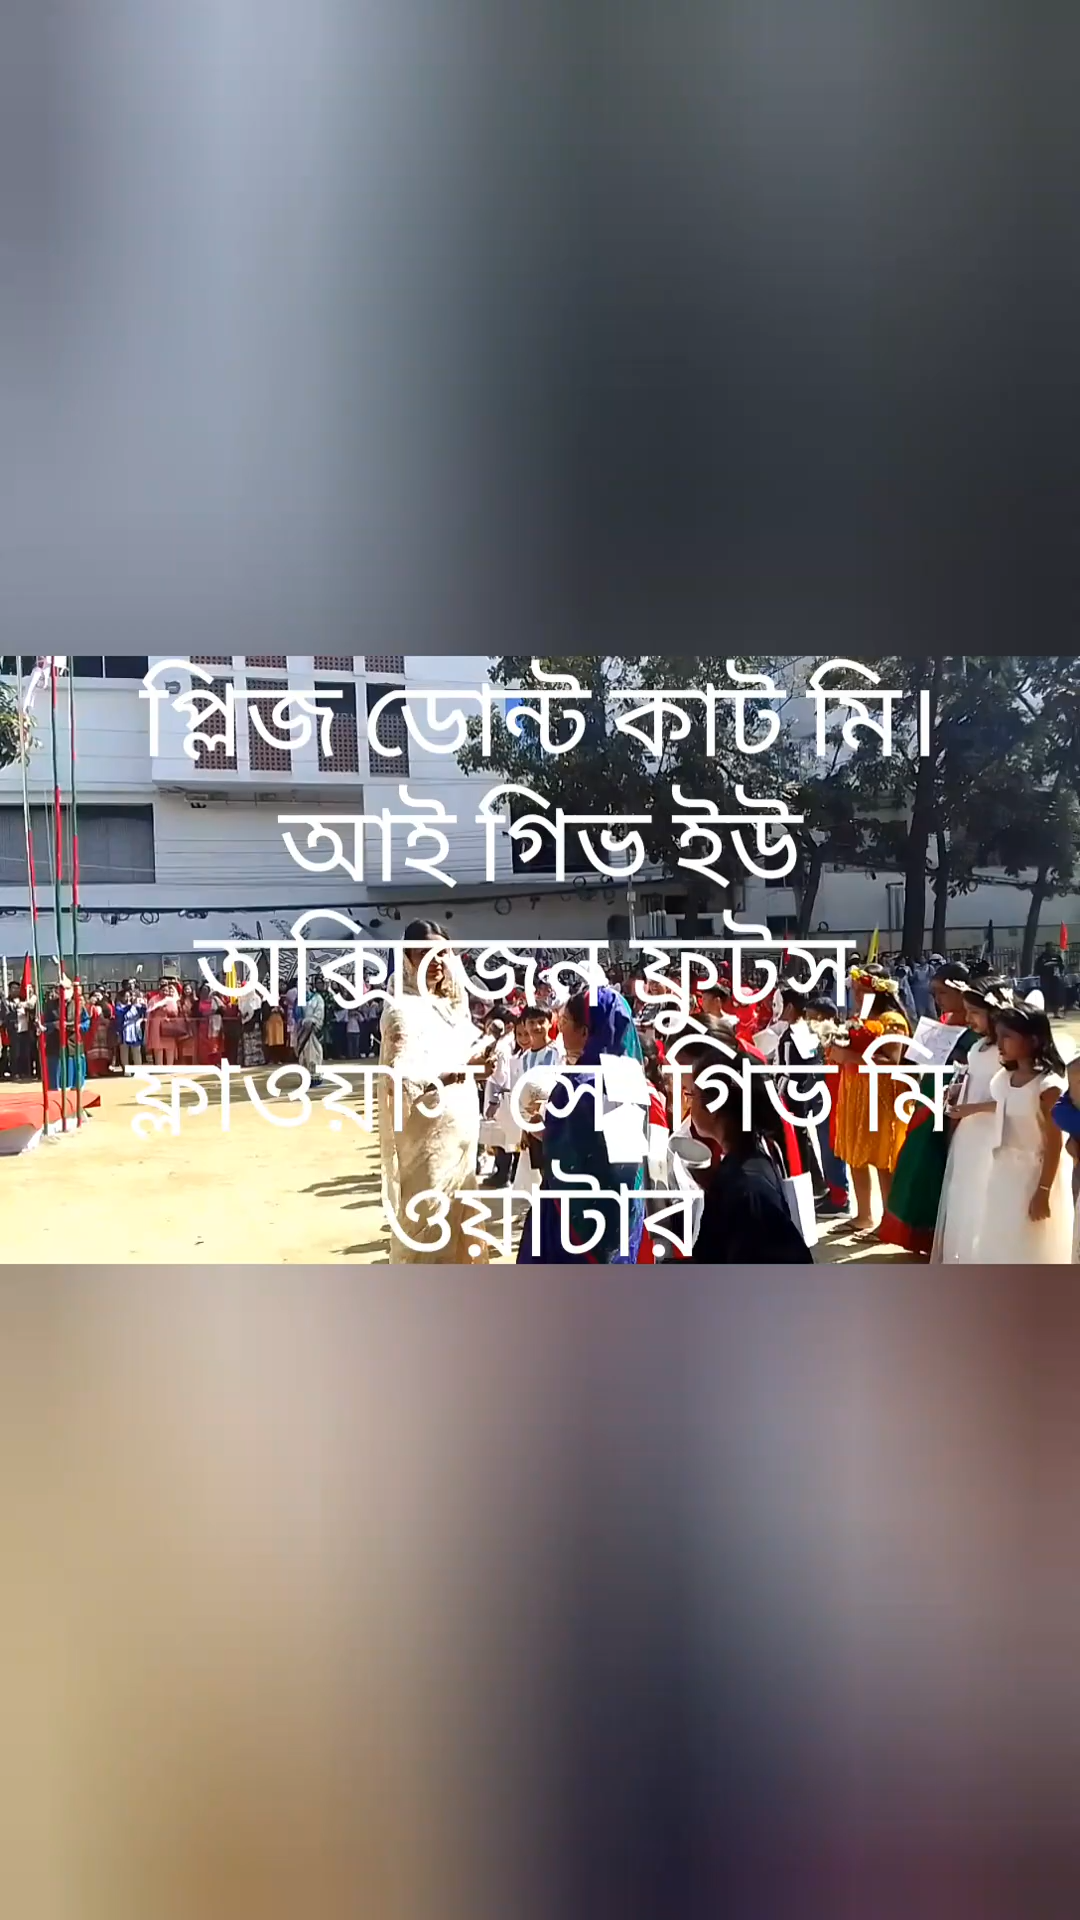 প্লিজ ডোন্ট কাট মি।
আই গিভ ইউ
অক্সিজেন ফ্রুটস,
ফ্লাওয়ার্স সো গিভ মি
ওয়াটার